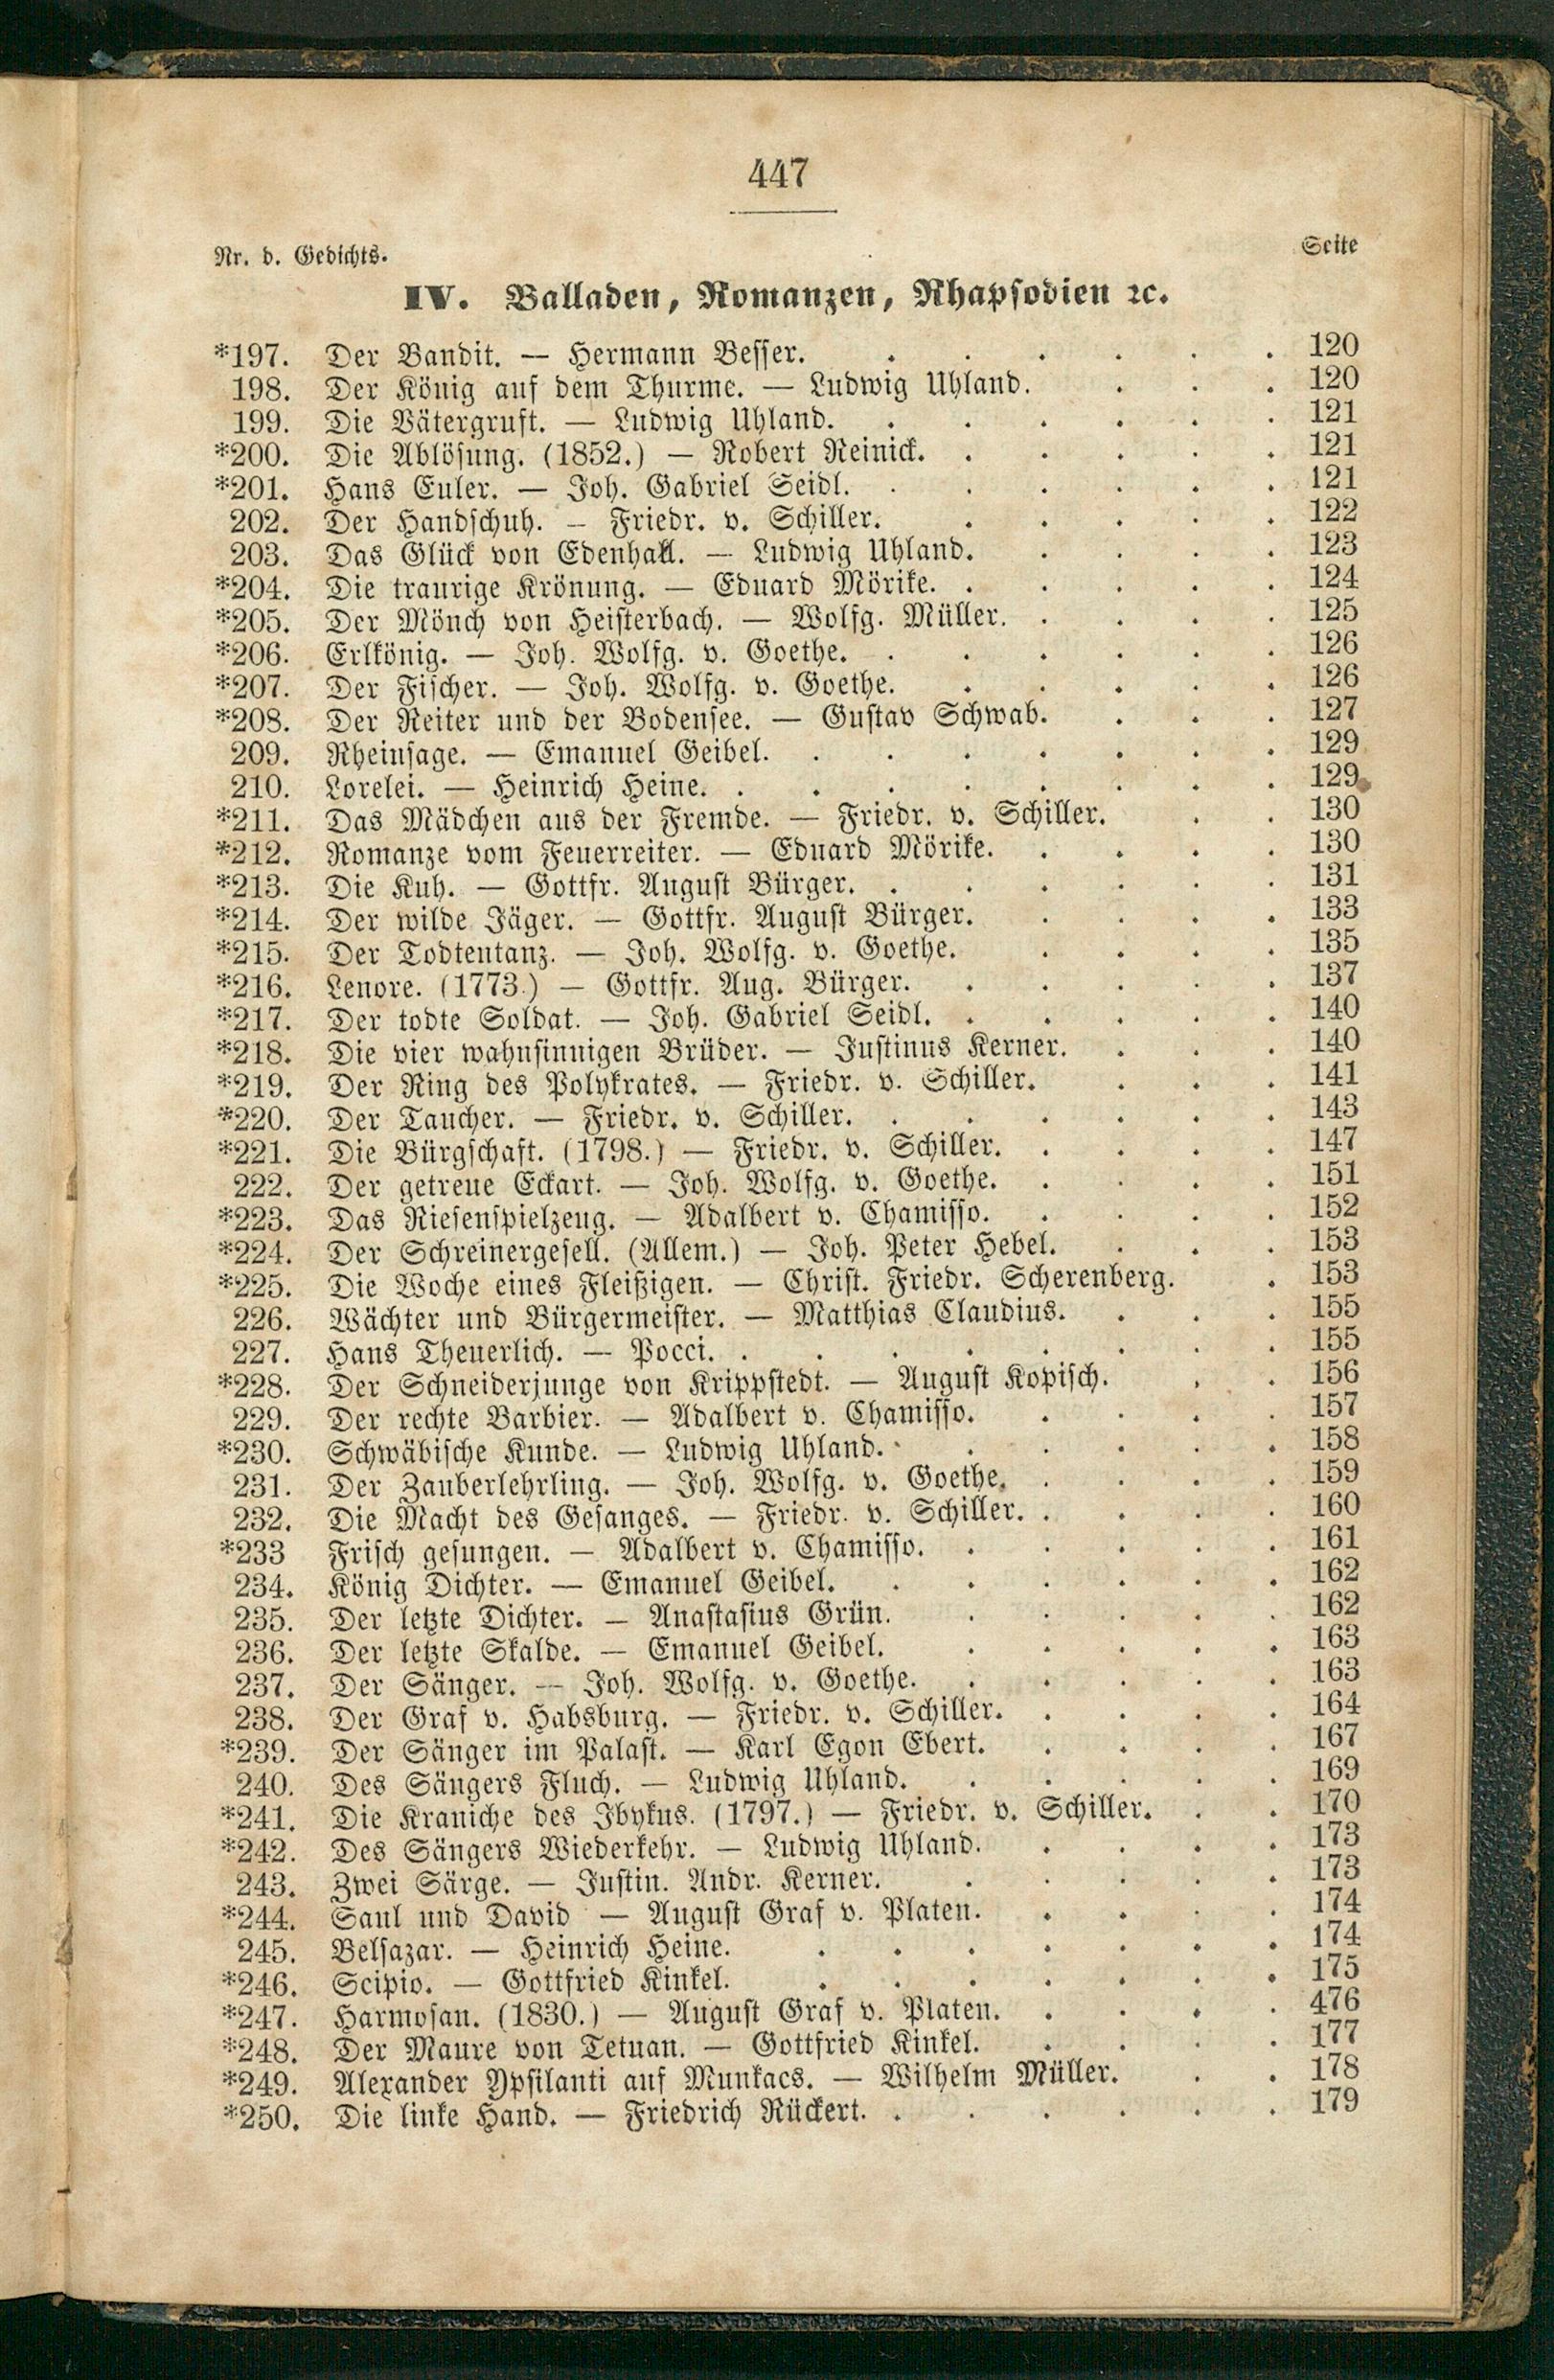 447
Nr. d. Gedichts. Seite
IV. Balladen, Romanzen, Rhapsodien ꝛc.
*197. Der Bandit. — Hermann Besser. . . . . . . 120
198. Der König auf dem Thurme. — Ludwig Uhland. . . . 120
199. Die Vätergruft. — Ludwig Uhland. . . . . . . 121
*200. Die Ablösung. (1852.) — Robert Reinick. . . . . . 121
*201. Hans Euler. — Joh. Gabriel Seidl. . . . . . . 121
202. Der Handschuh. — Friedr. v. Schiller. . . . . . 122
203. Das Glück von Edenhall. — Ludwig Uhland. . . . . 123
*204. Die traurige Krönung. — Eduard Mörike. . . . . . 124
*205. Der Mönch von Heisterbach. — Wolfg. Müller. . . . . 125
*206. Erlkönig. — Joh. Wolfg. v. Goethe. . . . . . . 126
*207. Der Fischer. — Joh. Wolfg. v. Goethe. . . . . . 126
*208. Der Reiter und der Bodensee. — Gustav Schwab. . . . 127
209. Rheinsage. — Emanuel Geibel. . . . . . . . 129
210. Lorelei. — Heinrich Heine. . . . . . . . . 129
*211. Das Mädchen aus der Fremde. — Friedr. v. Schiller. . . 130
*212. Romanze vom Feuerreiter. — Eduard Mörike. . . . . 130
*213. Die Kuh. — Gottfr. August Bürger. . . . . . . 131
*214. Der wilde Jäger. — Gottfr. August Bürger. . . . . 133
*215. Der Todtentanz. — Joh. Wolfg. v. Goethe. . . . . 135
*216. Lenore. (1773.) — Gottfr. Aug. Bürger. . . . . . 137
*217. Der todte Soldat. — Joh. Gabriel Seidl. . . . . . 140
*218. Die vier wahnsinnigen Brüder. — Justinus Kerner. . . . 140
*219. Der Ring des Polykrates. — Friedr. v. Schiller. . . . 141
*220. Der Taucher. — Friedr. v. Schiller. . . . . . . 143
*221. Die Bürgschaft. (1798.) — Friedr. v. Schiller. . . . . 147
222. Der getreue Eckart. — Joh. Wolfg. v. Goethe. . . . . 151
*223. Das Riesenspielzeug. — Adalbert v. Chamisso. . . . . 152
*224. Der Schreinergesell. (Allem.) — Joh. Peter Hebel. . . . 153
*225. Die Woche eines Fleißigen. — Christ. Friedr. Scherenberg. . 153
226. Wächter und Bürgermeister. — Matthias Claudius. . . . 155
227. Hans Theuerlich. — Pocci. . . . . . . . . 155
*228. Der Schneiderjunge von Krippstedt. — August Kopisch. . . 156
229. Der rechte Barbier. — Adalbert v. Chamisso. . . . . 157
*230. Schwäbische Kunde. — Ludwig Uhland. . . . . . 158
231. Der Zauberlehrling. — Joh. Wolfg. v. Goethe. . . . . 159
232. Die Macht des Gesanges. — Friedr. v. Schiller. . . . . 160
*233 Frisch gesungen. — Adalbert v. Chamisso. . . . . . 161
234. König Dichter. — Emanuel Geibel. . . . . . . 162
235. Der letzte Dichter. — Anastasius Grün. . . . . . 162
236. Der letzte Skalde. — Emanuel Geibel. . . . . . 163
237. Der Sänger. — Joh. Wolfg. v. Goethe. . . . . . 163
238. Der Graf v. Habsburg. — Friedr. v. Schiller. . . . . 164
*239. Der Sänger im Palast. — Karl Egon Ebert. . . . . 167
240. Des Sängers Fluch. — Ludwig Uhland. . . . . . 169
*241. Die Kraniche des Ibykus. (1797.) — Friedr. v. Schiller. . . 170
*242. Des Sängers Wiederkehr. — Ludwig Uhland. . . . . 173
243. Zwei Särge. — Justin. Andr. Kerner. . . . . . 173
*244. Saul und David — August Graf v. Platen. . . . . 174
245. Belsazar. — Heinrich Heine. . . . . . . . 174
*246. Scipio. — Gottfried Kinkel. . . . . . . . 175
*247. Harmosan. (1830.) — August Graf v. Platen. . . . . 476
*248. Der Maure von Tetuan. — Gottfried Kinkel. . . . . 177
*249. Alexander Ypsilanti auf Munkacs. — Wilhelm Müller. . . 178
*250. Die linke Hand. — Friedrich Rückert. . . . . . . 179